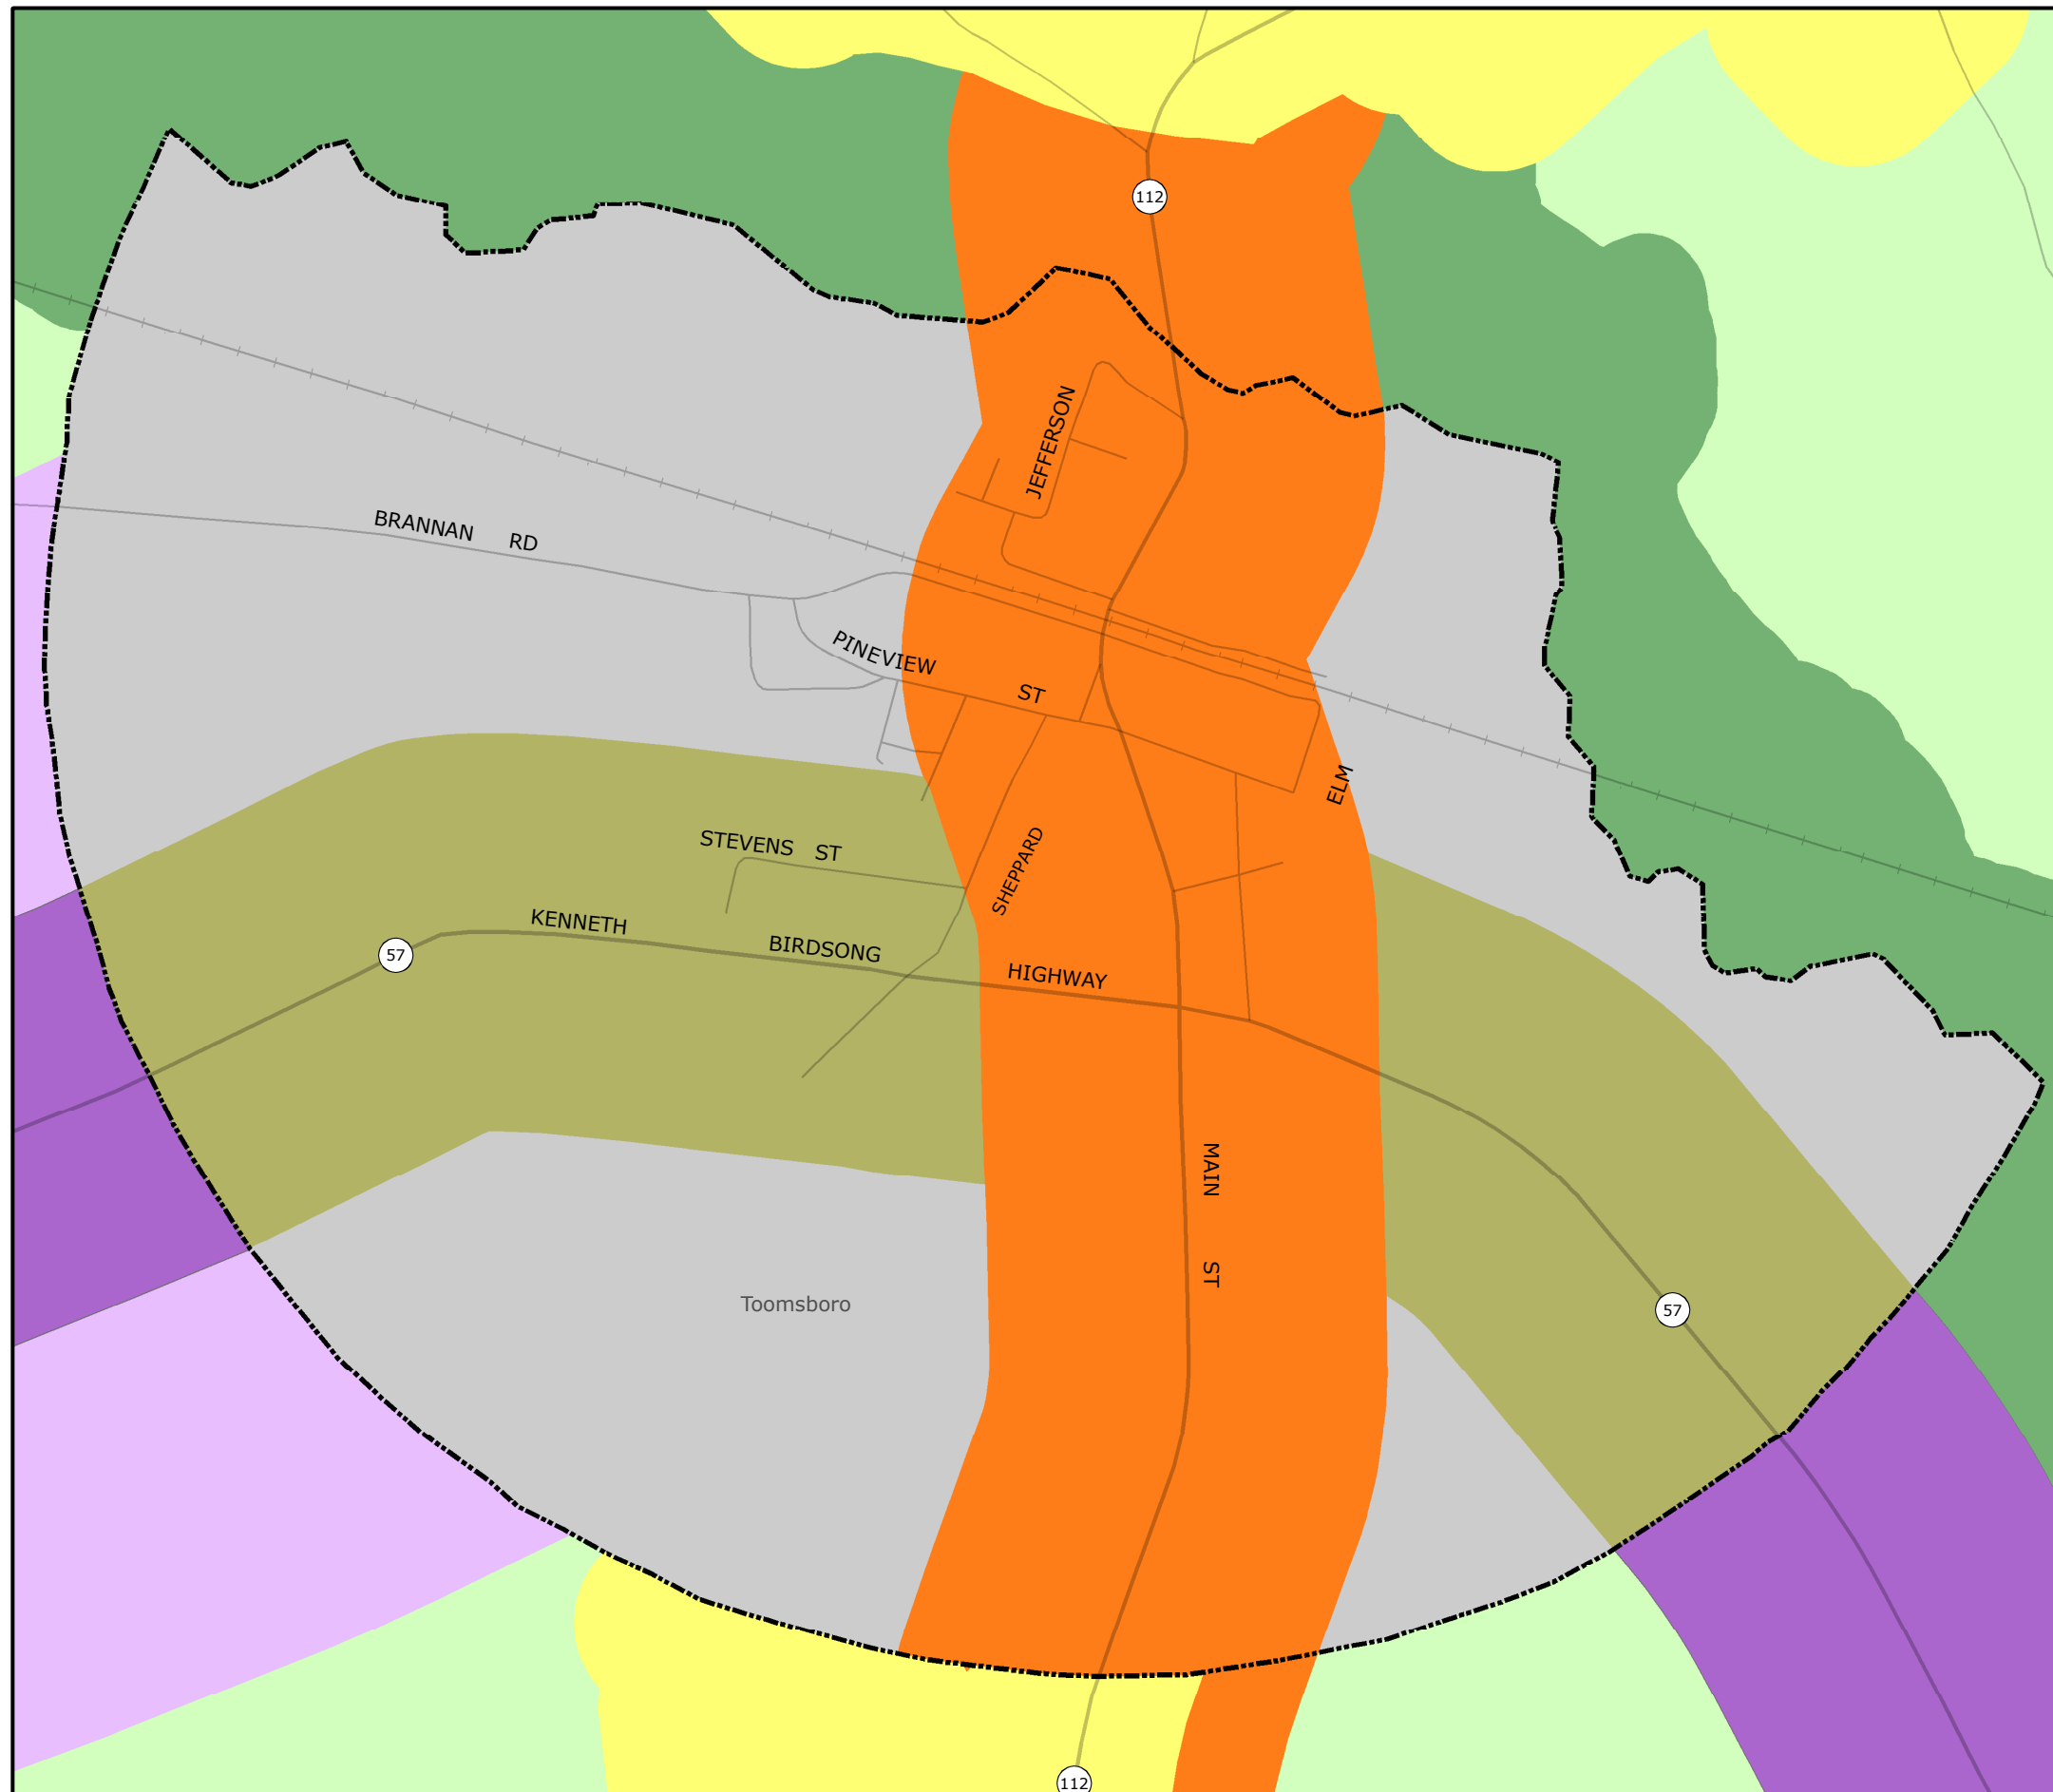 112
JEFFERSON
BRANNAN RD
PINEVIEW ST
ELM
STEVENS ST
SHEPPARD
KENNETH BIRDSONG HIGHWAY
57
MAIN ST
Toomsboro
57
112